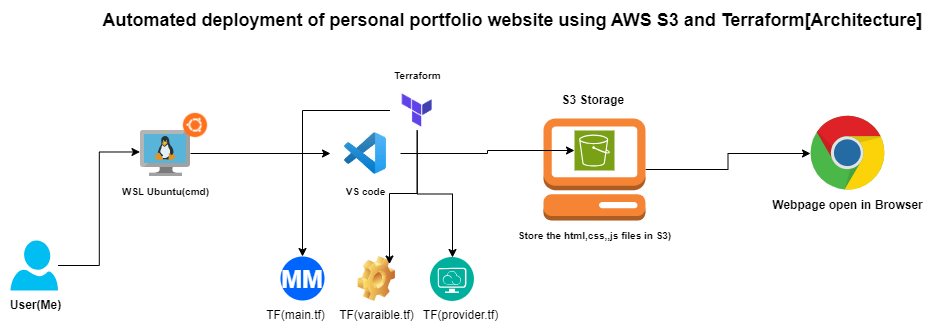 Automated deployment of personal portfolio website using AWS S3 and Terraform[Architecture]
Terraform
S3 Storage
WSL Ubuntu(cmd)
VS code
Webpage open in Browser
Store the html,css,,js files in S3)
User(Me)
MM
TF(main.tf)
TF(varaible.tf)
TF(provider.tf)